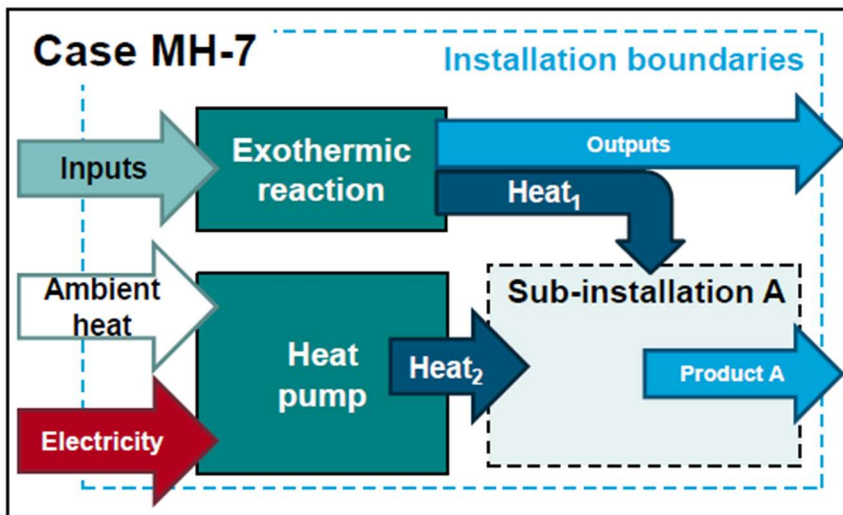 Case MH-7
Installation boundaries
Inputs
Exothermic
reaction
Outputs
Heat₁
Ambient
heat
Heat
pump
Heat₂
Sub-installation A
Product A
Electricity